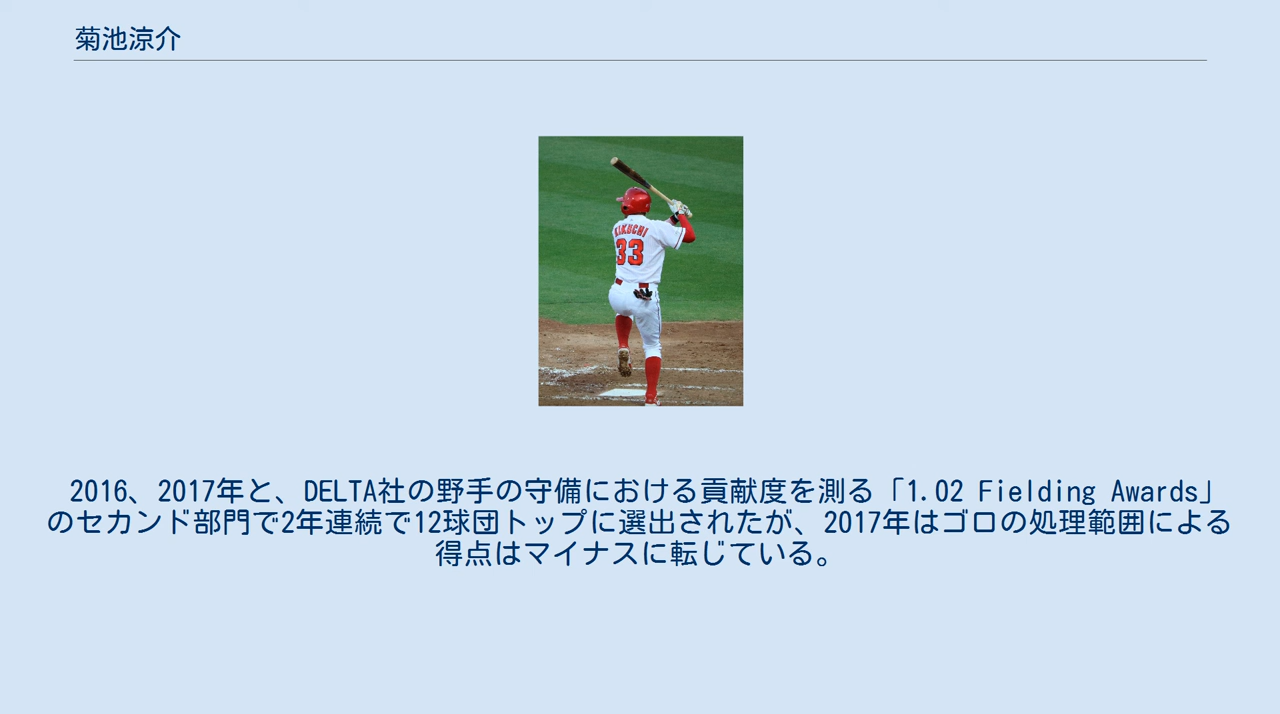 菊池涼介
KIKUCHI
33
2016、2017年と、DELTA社の野手の守備における貢献度を測る「1.02 Fielding Awards」
のセカンド部門で2年連続で12球団トップに選出されたが、2017年はゴロの処理範囲による
得点はマイナスに転じている。